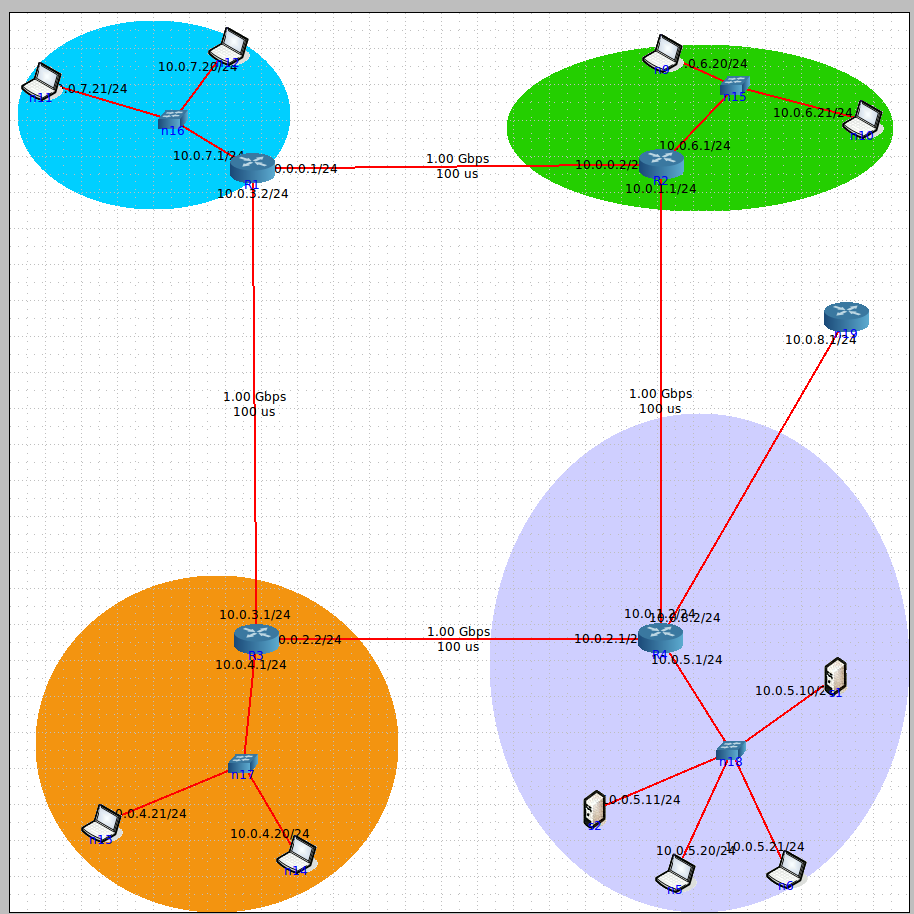 10.0.7.20/24
.0.7.21/24
n11
n16
10.0.7.1/24
R1
0.0.0.1/24
10.0.3.2/24
1.00 Gbps
100 us
.0.6.20/24
n9
n15
10.0.6.21/24
n10
10.0.6.1/24
10.0.0.2/2
R2
10.0.1.1/24
n19
10.0.8.1/24
1.00 Gbps
100 us
1.00 Gbps
100 us
10.0.3.1/24
0.0.2.2/24
R3
10.0.4.1/24
1.00 Gbps
100 us
10.0.1.2/24
.0.8.2/24
10.0.2.1/2
R4
10.0.5.1/24
10.0.5.10/2
n17
0.0.4.21/24
n13
10.0.4.20/24
n14
n18
0.0.5.11/24
s2
10.0.5.20/24
10.0.5.21/24
n5
n6